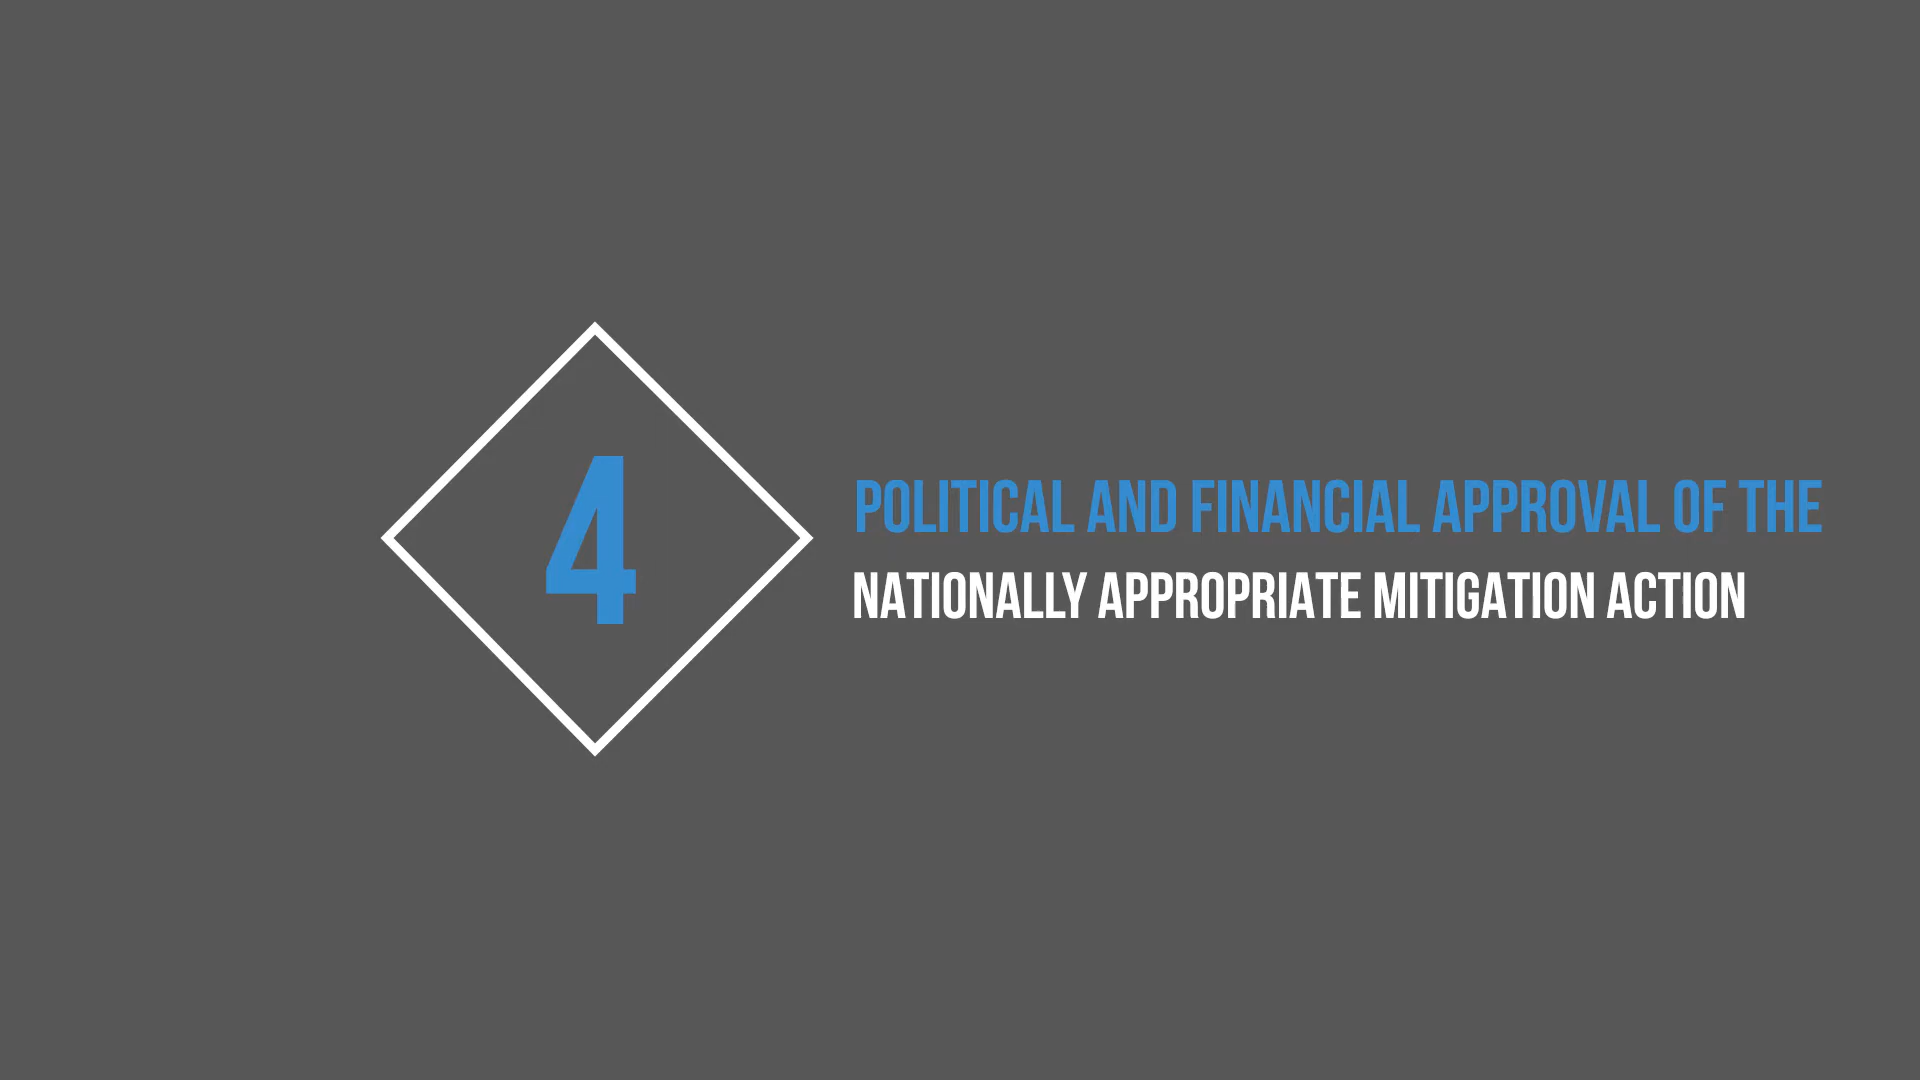 4
POLITICAL AND FINANCIAL APPROVAL OF THE
NATIONALLY APPROPRIATE MITIGATION ACTION